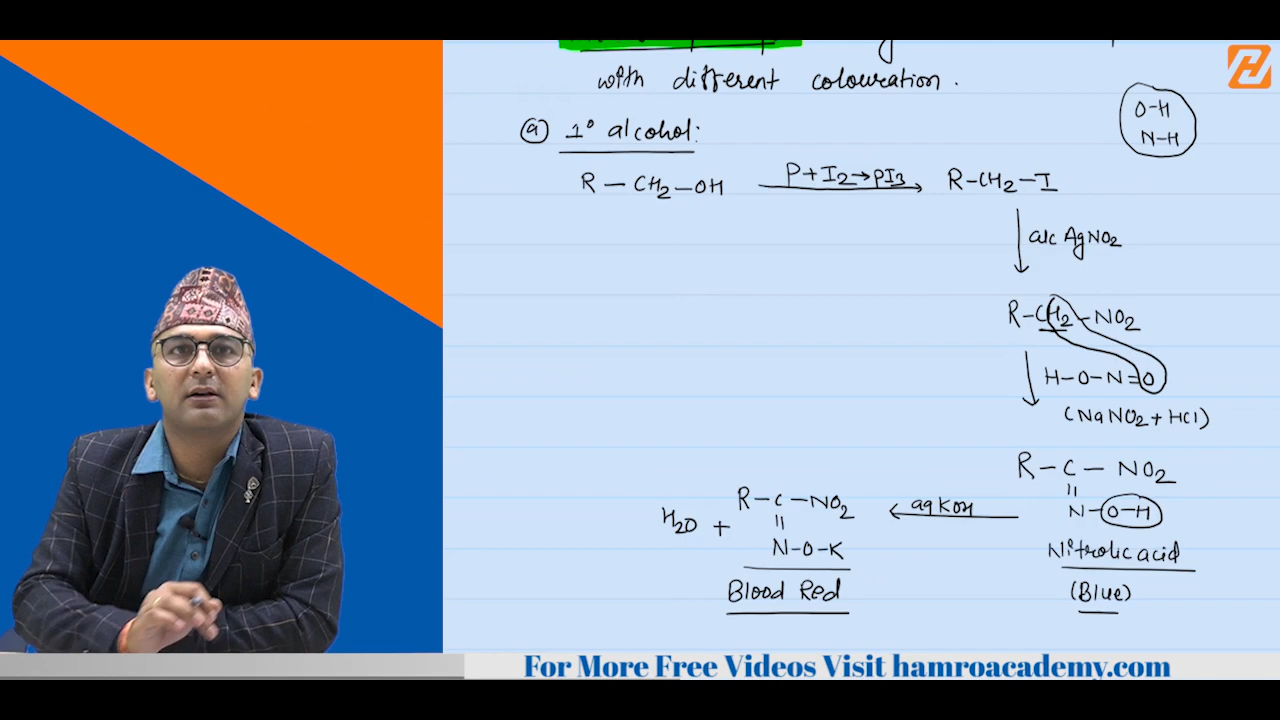 with different colouration.
ⓐ 1° alcohol:
O-H
N-H
R — CH2 — OH P + I2 → PI3 R-CH2-I
alc AgNO2
R-CH2-NO2
H-O-N=O
(NaNO2 + HCl)
R — C — NO2
||
N-O-H
Nitrolic acid
(Blue)
aq KOH
H2O + R — C — NO2
||
N-O-K
Blood Red
For More Free Videos Visit hamroacademy.com